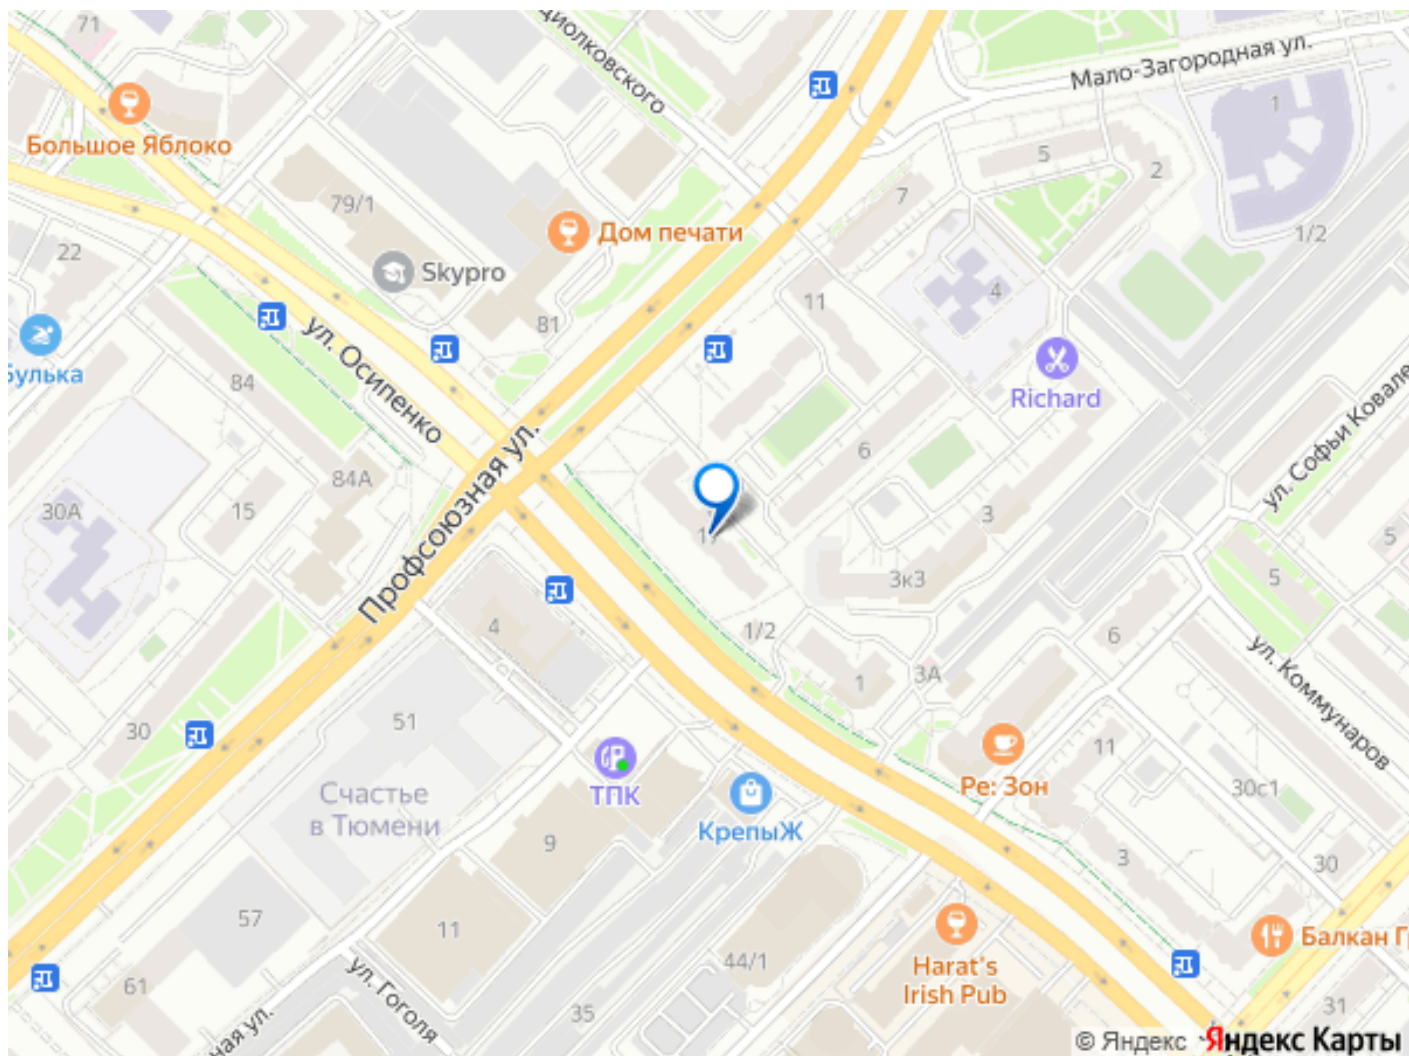 71
Циолковского
Мало-Загородная ул.
Большое Яблоко
1
5
2
79/1
7
Дом печати
1/2
22
Skypro
4
11
81
ул. Осипенко
84
6
Richard
ул. Софьи Ковале
Профсоюзная ул.
84А
30А
15
3
5
3к3
5
4
1/2
6
ул. Коммунаров
3А
1
30
51
11
Ре: Зон
30с1
ТПК
Счастье
в Тюмени
КрепыЖ
9
3
30
57
11
Балкан Г
44/1
Harat's
Irish Pub
61
ул. Гоголя
35
31
ная ул.
© Яндекс
Яндекс Карты